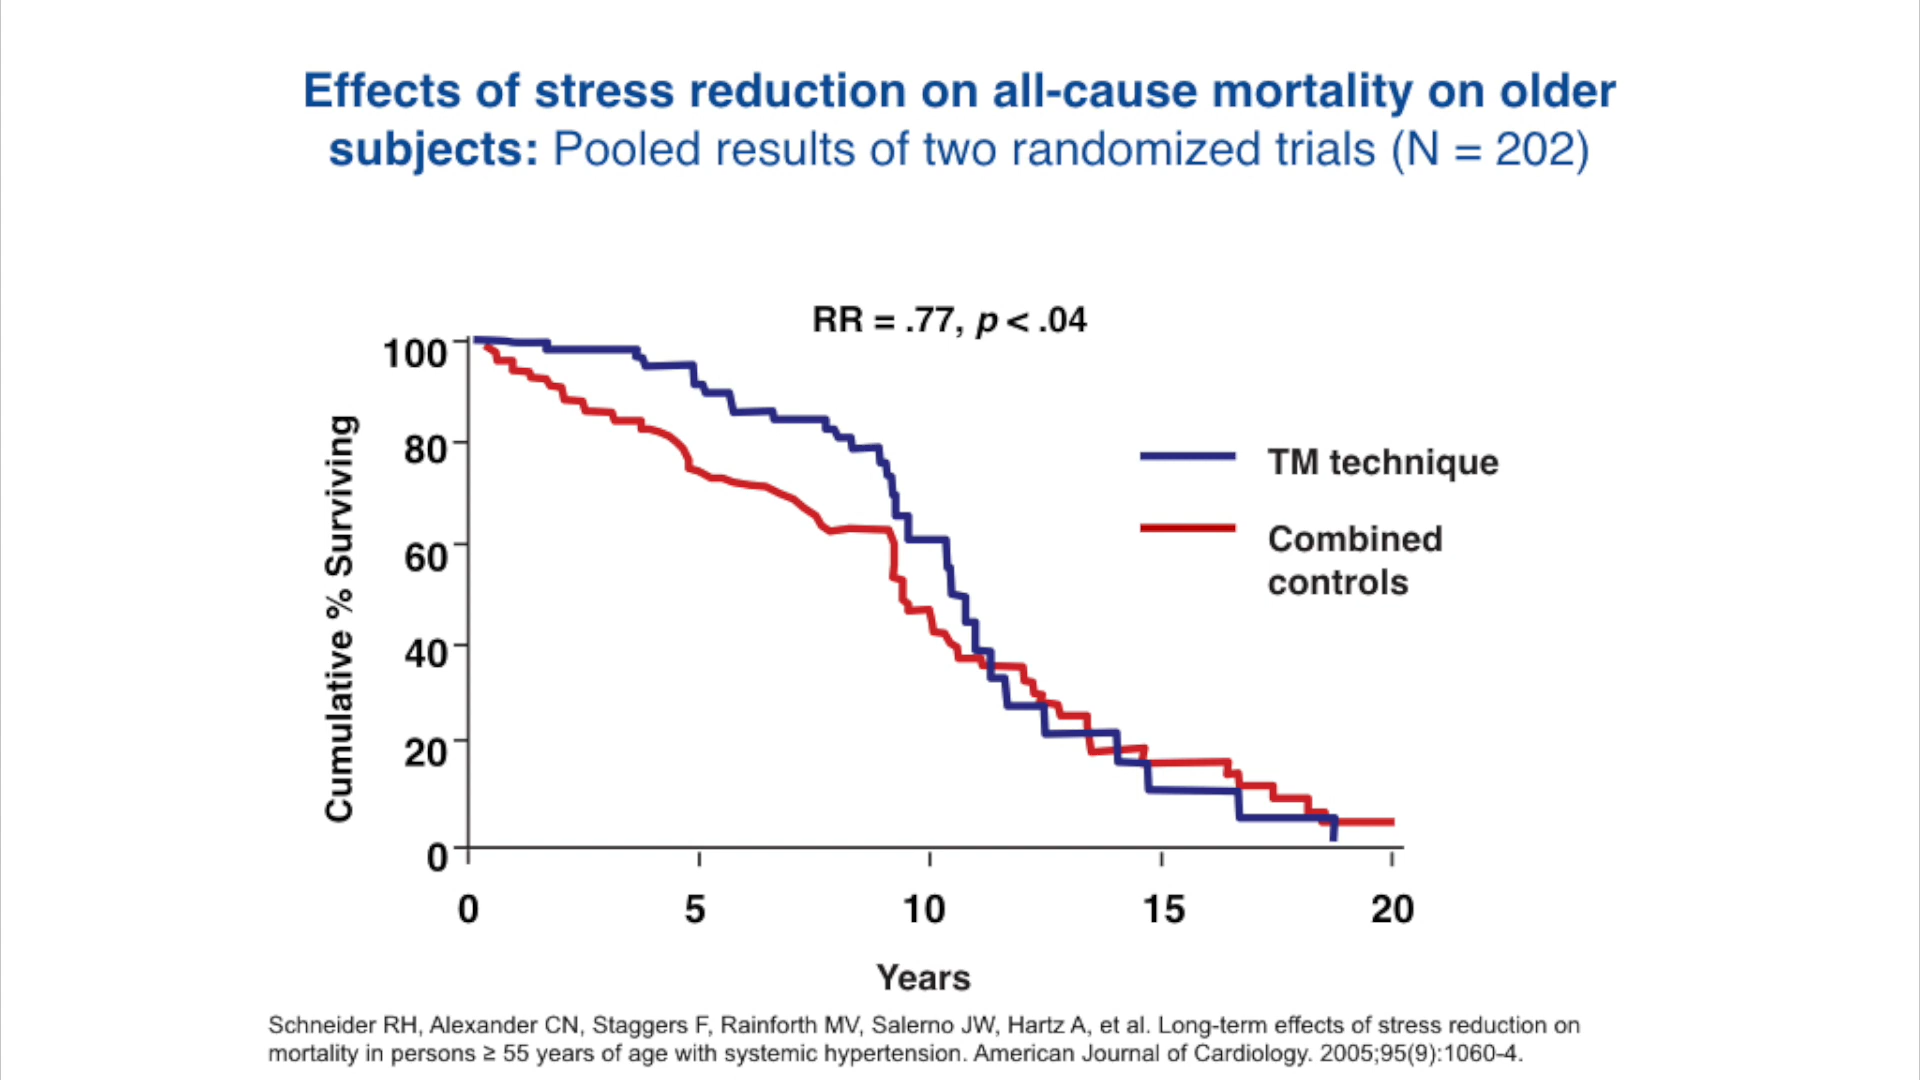 Effects of stress reduction on all-cause mortality on older
subjects: Pooled results of two randomized trials (N = 202)
RR = .77, p < .04
Cumulative % Surviving
100
80
60
40
20
0
TM technique
Combined
controls
0 5 10 15 20
Years
Schneider RH, Alexander CN, Staggers F, Rainforth MV, Salerno JW, Hartz A, et al. Long-term effects of stress reduction on
mortality in persons ≥ 55 years of age with systemic hypertension. American Journal of Cardiology. 2005;95(9):1060-4.